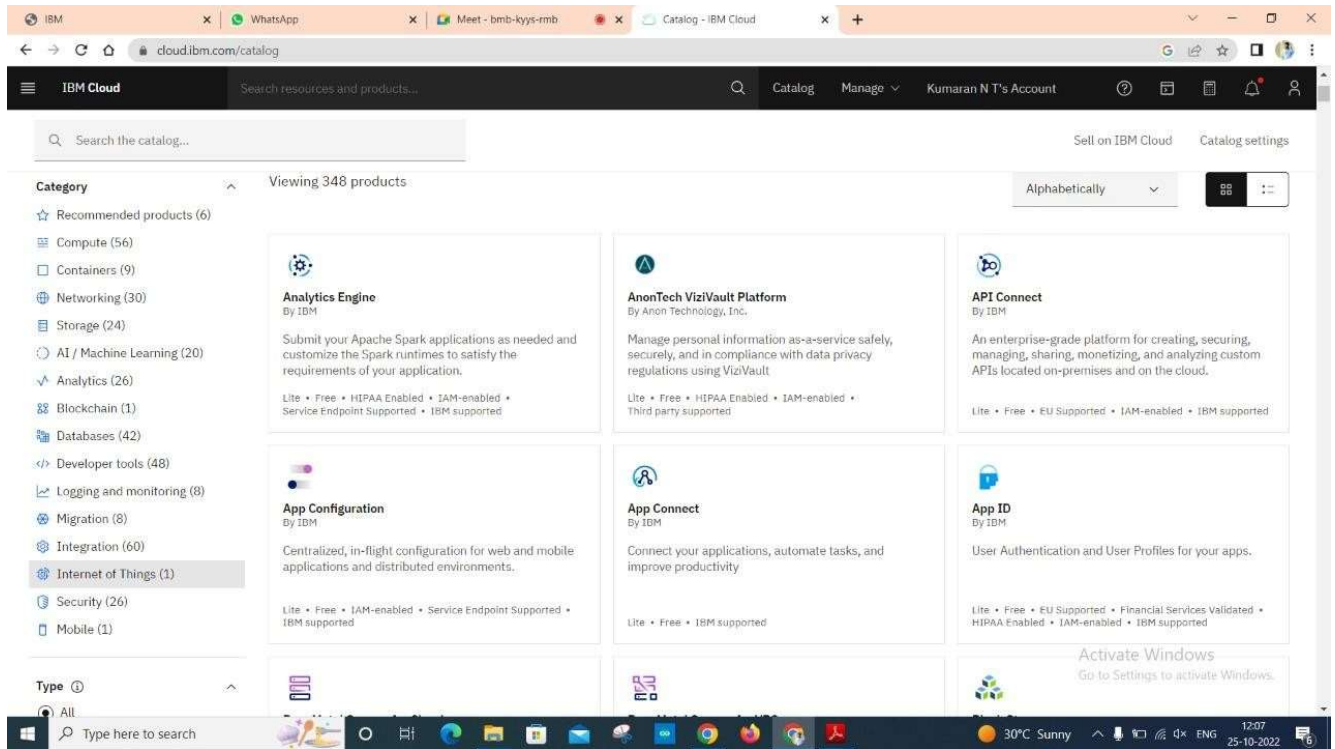 IBM
WhatsApp
Meet - bmb-kyys-rmb
Catalog - IBM Cloud
cloud.ibm.com/catalog
IBM Cloud
Search resources and products...
Catalog
Manage
Kumaran N T's Account
Search the catalog...
Sell on IBM Cloud
Catalog settings
Category
Recommended products (6)
Compute (56)
Containers (9)
Networking (30)
Storage (24)
AI / Machine Learning (20)
Analytics (26)
Blockchain (1)
Databases (42)
Developer tools (48)
Logging and monitoring (8)
Migration (8)
Integration (60)
Internet of Things (1)
Security (26)
Mobile (1)
Type
All
Viewing 348 products
Alphabetically
Analytics Engine
By IBM
Submit your Apache Spark applications as needed and
customize the Spark runtimes to satisfy the
requirements of your application.
Lite • Free • HIPAA Enabled • IAM-enabled •
Service Endpoint Supported • IBM supported
AnonTech ViziVault Platform
By Anon Technology, Inc.
Manage personal information as-a-service safely,
securely, and in compliance with data privacy
regulations using ViziVault
Lite • Free • HIPAA Enabled • IAM-enabled •
Third party supported
API Connect
By IBM
An enterprise-grade platform for creating, securing,
managing, sharing, monetizing, and analyzing custom
APIs located on-premises and on the cloud.
Lite • Free • EU Supported • IAM-enabled • IBM supported
App Configuration
By IBM
Centralized, in-flight configuration for web and mobile
applications and distributed environments.
Lite • Free • IAM-enabled • Service Endpoint Supported •
IBM supported
App Connect
By IBM
Connect your applications, automate tasks, and
improve productivity
Lite • Free • IBM supported
App ID
By IBM
User Authentication and User Profiles for your apps.
Lite • Free • EU Supported • Financial Services Validated •
HIPAA Enabled • IAM-enabled • IBM supported
Activate Windows
Go to Settings to activate Windows.
Type here to search
30°C Sunny
ENG
12:07
25-10-2022
6